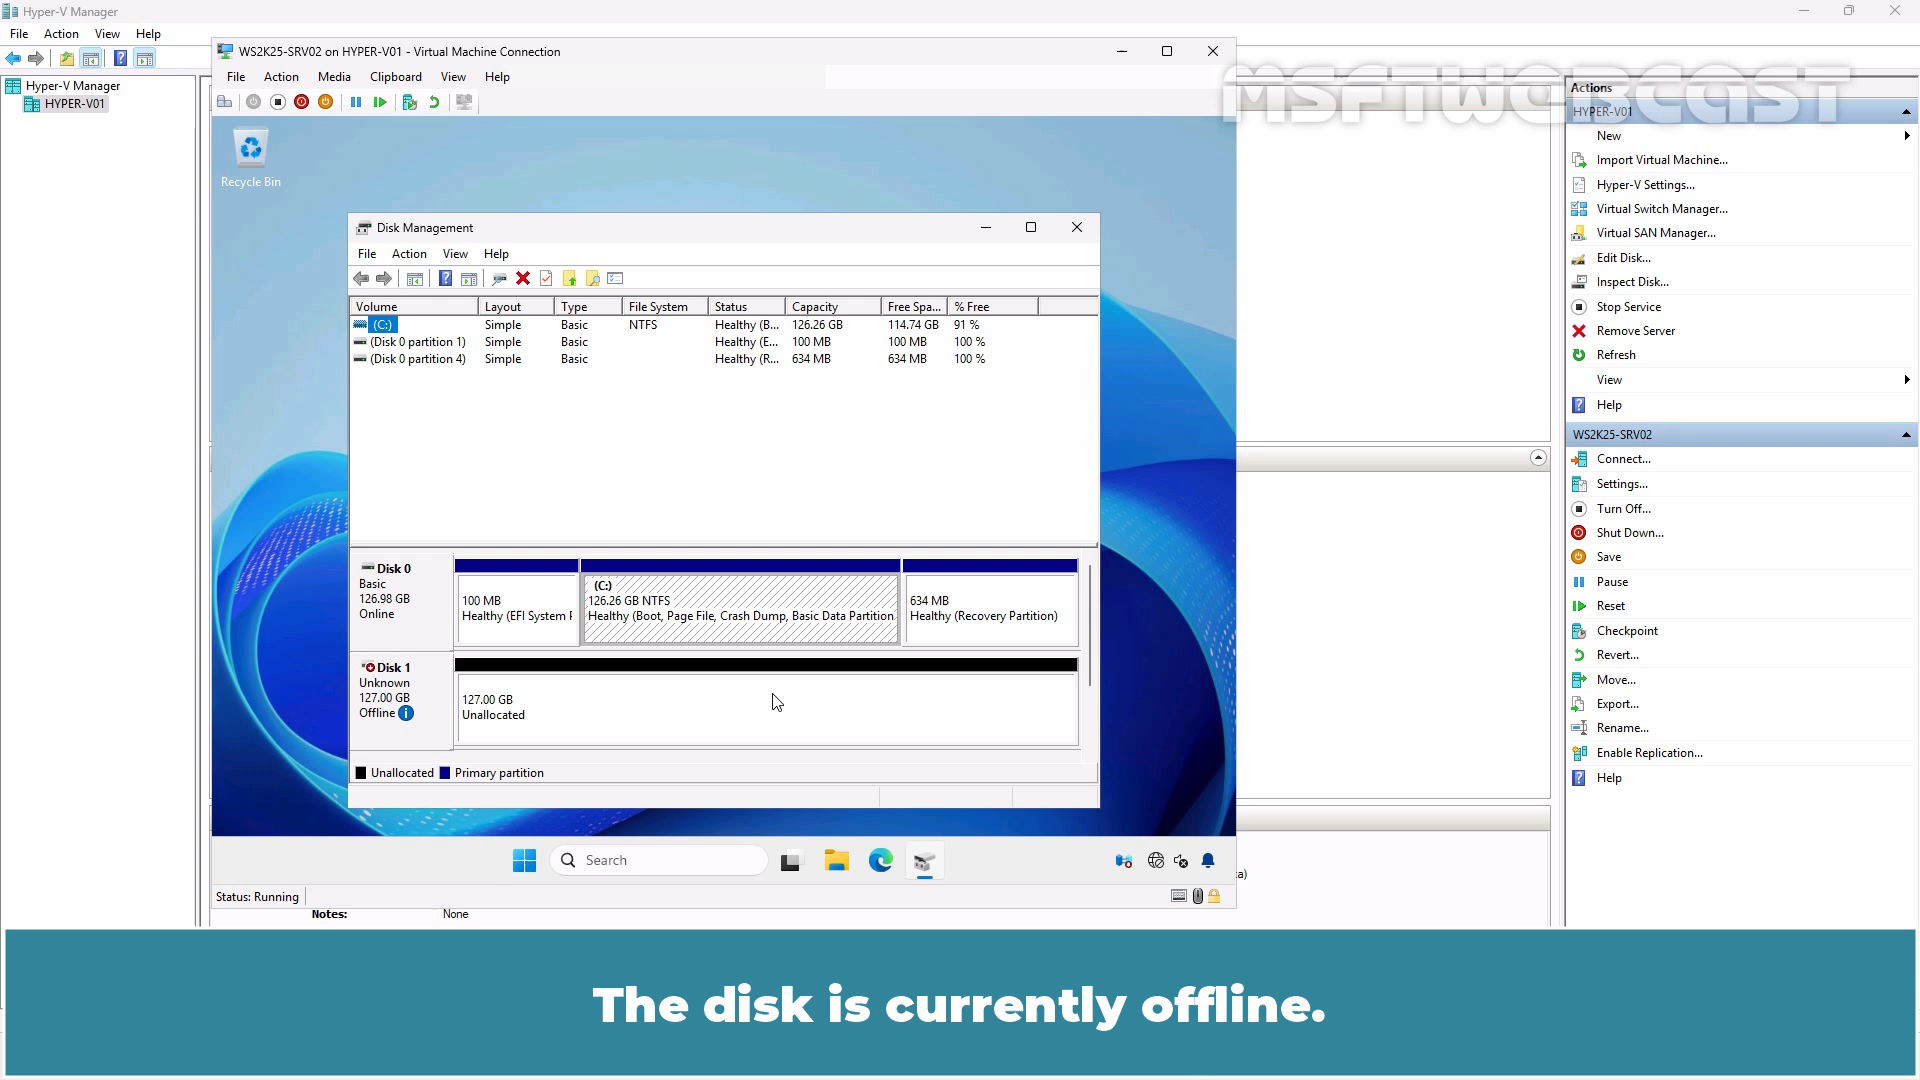 Hyper-V Manager
File Action View Help
Hyper-V Manager
HYPER-V01
WS2K25-SRV02 on HYPER-V01 - Virtual Machine Connection
File Action Media Clipboard View Help
Recycle Bin
Disk Management
File Action View Help
Volume Layout Type File System Status Capacity Free Spa... % Free
(C:) Simple Basic NTFS Healthy (B... 126.26 GB 114.74 GB 91 %
(Disk 0 partition 1) Simple Basic Healthy (E... 100 MB 100 MB 100 %
(Disk 0 partition 4) Simple Basic Healthy (R... 634 MB 634 MB 100 %
Disk 0
Basic
126.98 GB
Online
100 MB
Healthy (EFI System
(C:)
126.26 GB NTFS
Healthy (Boot, Page File, Crash Dump, Basic Data Partition
634 MB
Healthy (Recovery Partition)
Disk 1
Unknown
127.00 GB
Offline
127.00 GB
Unallocated
Unallocated Primary partition
Search
Status: Running
Notes: None
MSFTWEBCAST
Actions
HYPER-V01
New
Import Virtual Machine...
Hyper-V Settings...
Virtual Switch Manager...
Virtual SAN Manager...
Edit Disk...
Inspect Disk...
Stop Service
Remove Server
Refresh
View
Help
WS2K25-SRV02
Connect...
Settings...
Turn Off...
Shut Down...
Save
Pause
Reset
Checkpoint
Revert...
Move...
Export...
Rename...
Enable Replication...
Help
The disk is currently offline.